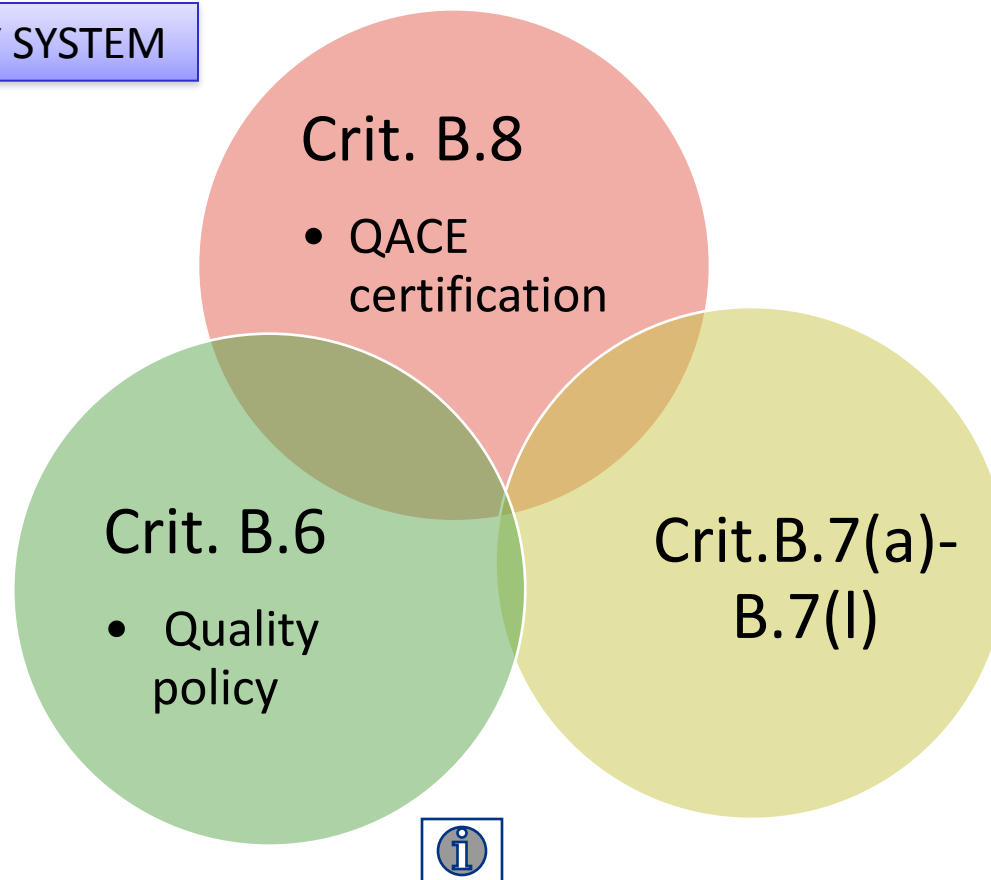 SYSTEM
Crit. B.8
• QACE
certification
Crit. B.6
• Quality
policy
Crit.B.7(a)-
B.7(l)